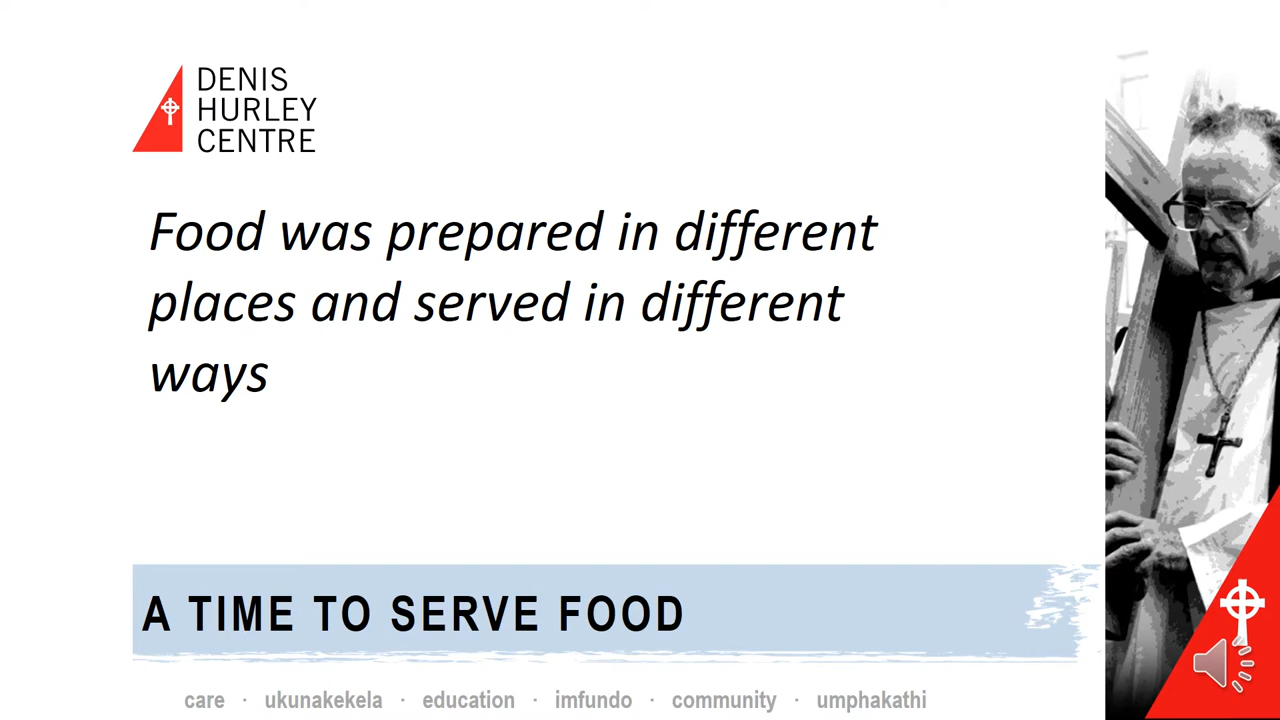 DENIS
HURLEY
CENTRE
Food was prepared in different
places and served in different
ways
A TIME TO SERVE FOOD
care · ukunakekela · education · imfundo · community · umphakathi